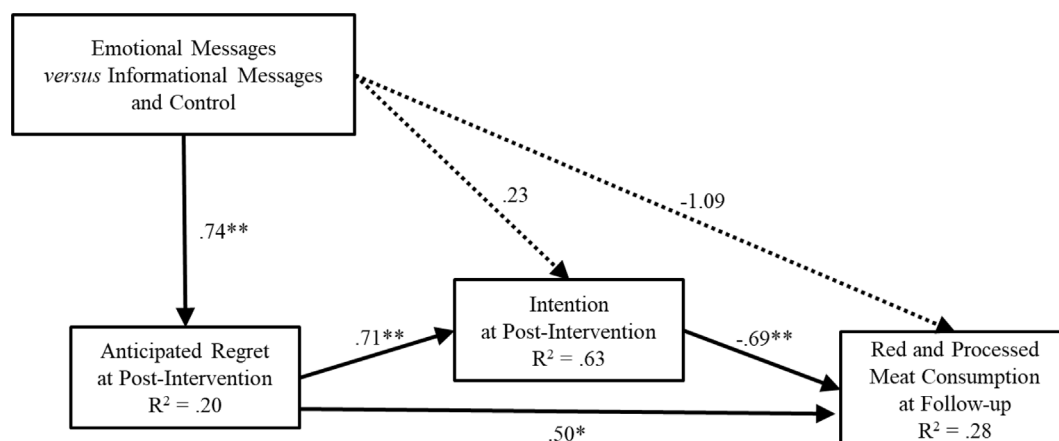 Emotional Messages
versus Informational Messages
and Control
.23
-1.09
.74**
Intention
at Post-Intervention
R² = .63
.71**
-.69**
Anticipated Regret
at Post-Intervention
R² = .20
Red and Processed
Meat Consumption
at Follow-up
R² = .28
.50*